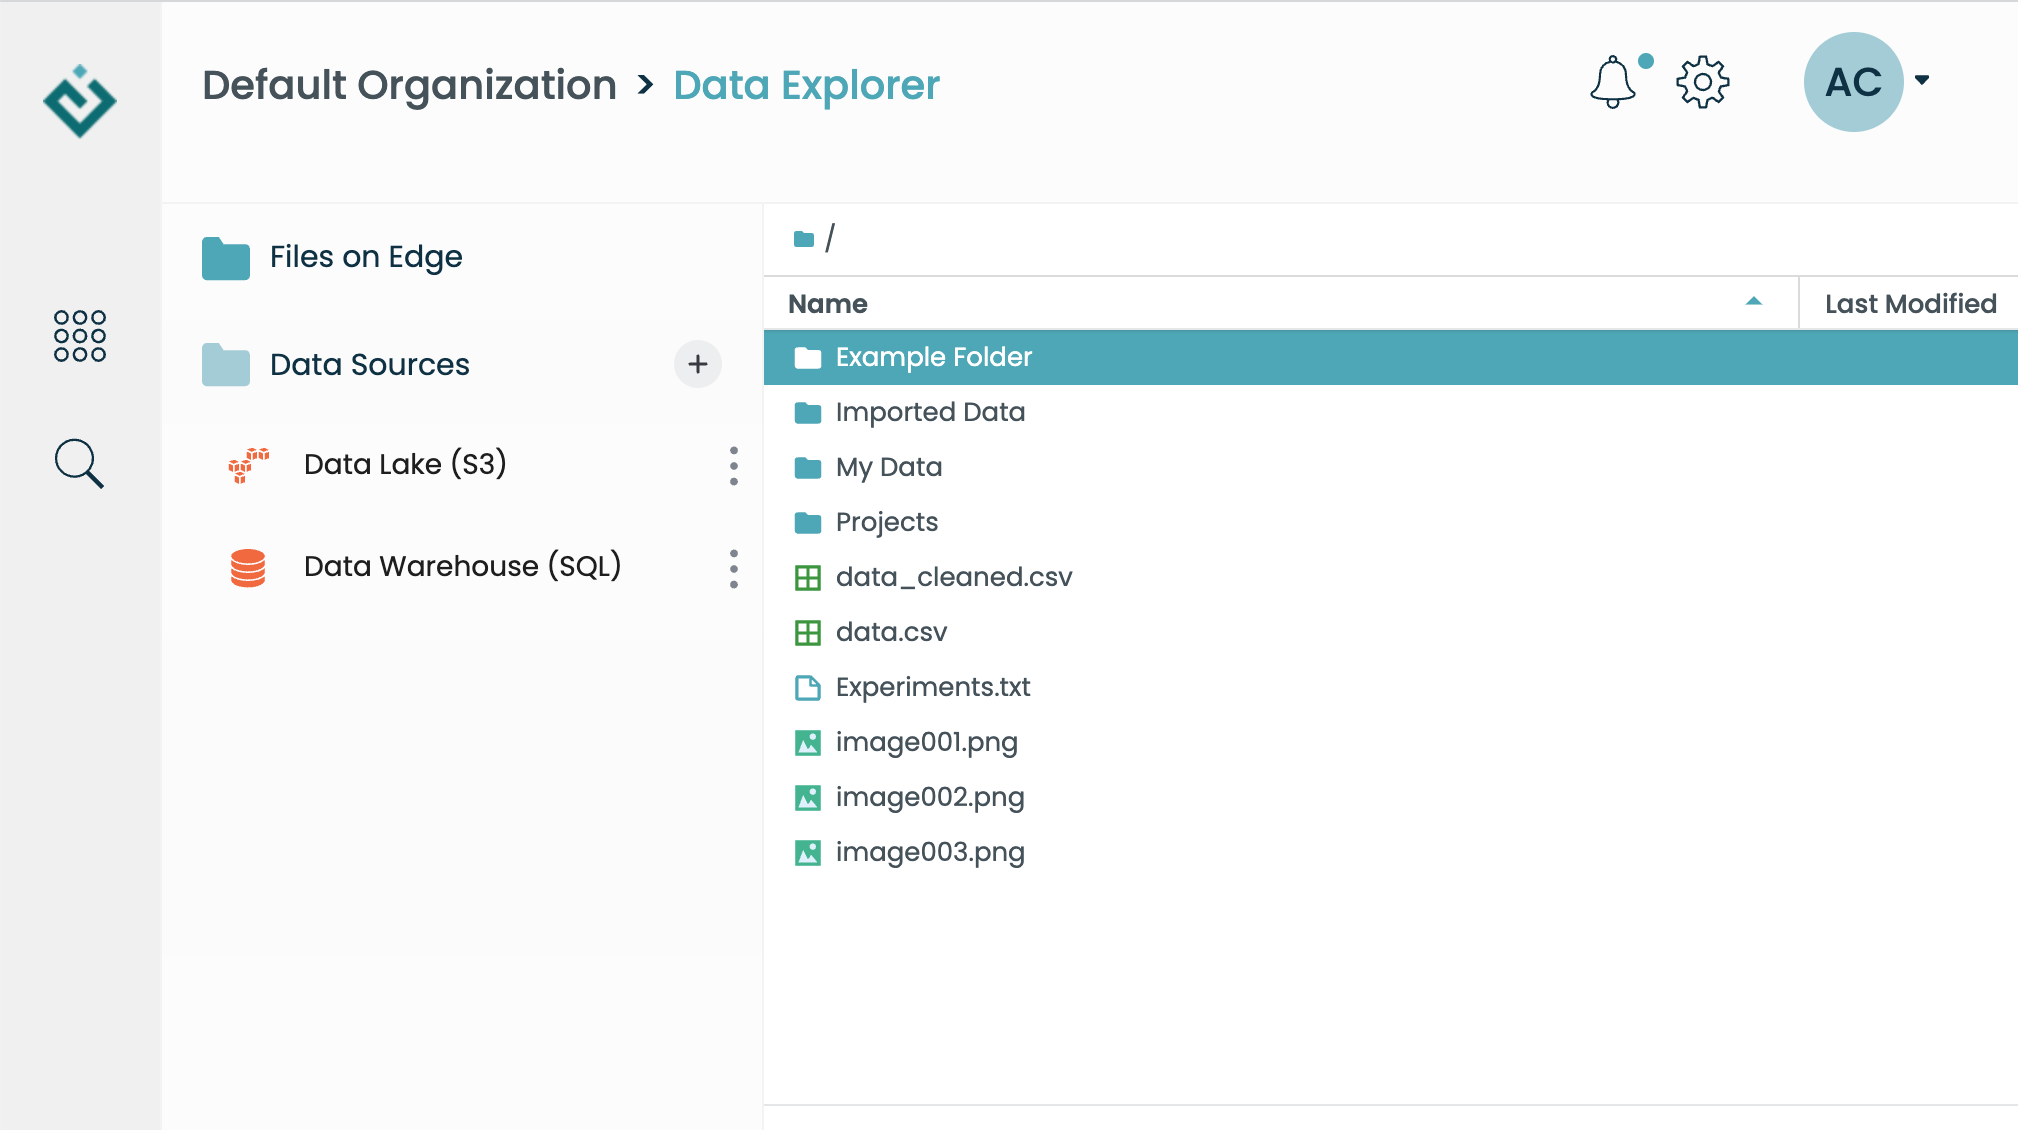 Default Organization > Data Explorer
AC
Files on Edge
Data Sources
+
Data Lake (S3)
Data Warehouse (SQL)
/
Name
Last Modified
Example Folder
Imported Data
My Data
Projects
data_cleaned.csv
data.csv
Experiments.txt
image001.png
image002.png
image003.png